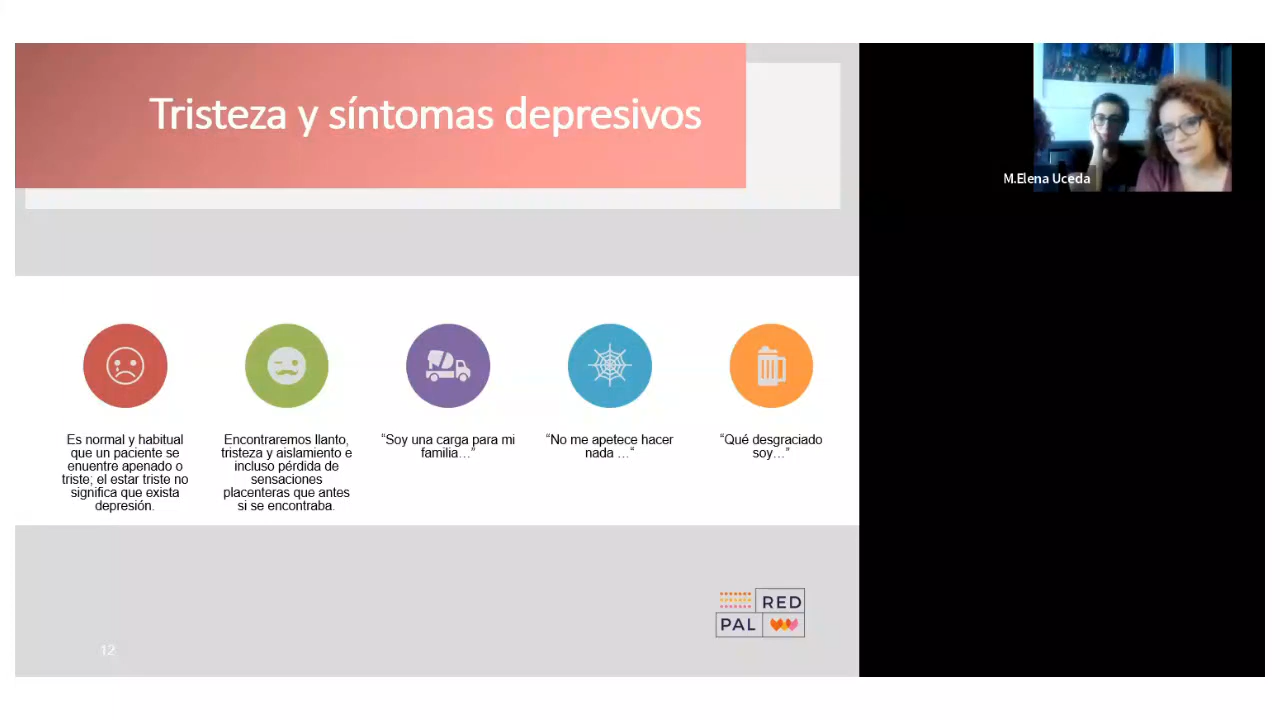 Tristeza y síntomas depresivos
M.Elena Uceda
Es normal y habitual
que un paciente se
enuentre apenado o
triste; el estar triste no
significa que exista
depresión.
Encontraremos llanto,
tristeza y aislamiento e
incluso pérdida de
sensaciones
placenteras que antes
si se encontraba.
“Soy una carga para mi
familia…”
“No me apetece hacer
nada …“
“Qué desgraciado
soy…”
RED
PAL
12